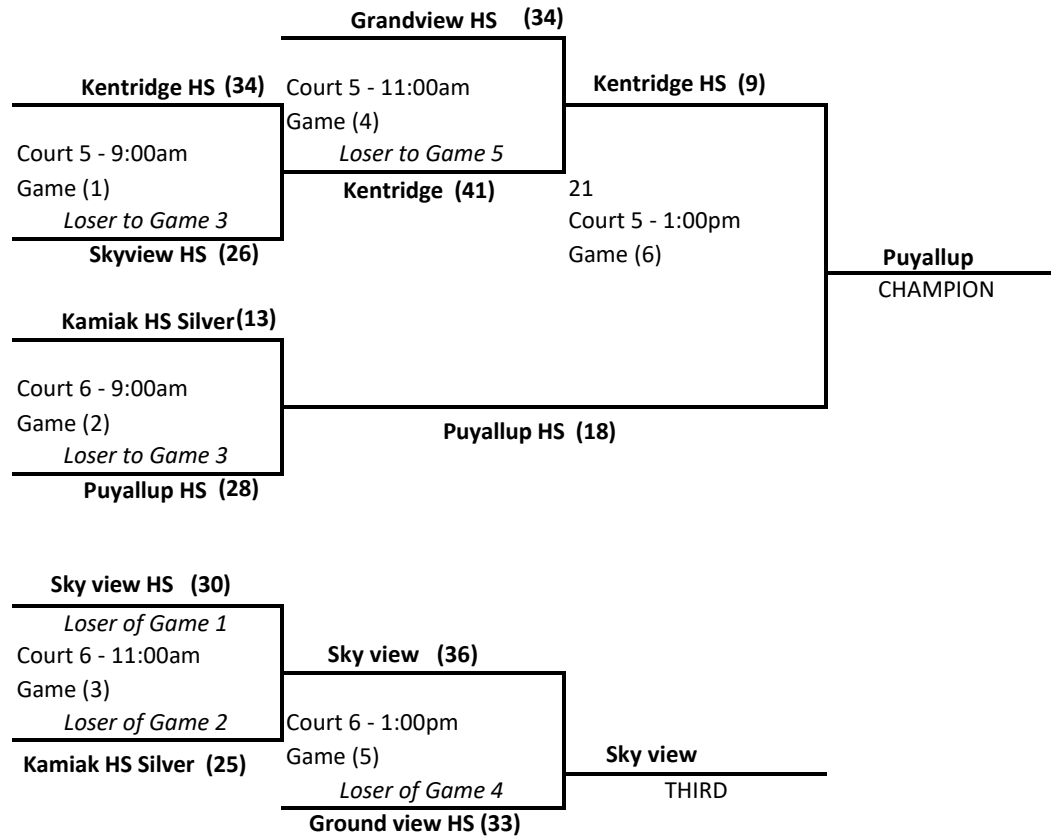 Grandview HS (34)
Kentridge HS (34)
Court 5 - 11:00am
Kentridge HS (9)
Game (4)
Court 5 - 9:00am
Loser to Game 5
Game (1)
Kentridge (41)
21
Loser to Game 3
Court 5 - 1:00pm
Skyview HS (26)
Game (6)
Puyallup
CHAMPION
Kamiak HS Silver (13)
Court 6 - 9:00am
Game (2)
Puyallup HS (18)
Loser to Game 3
Puyallup HS (28)
Sky view HS (30)
Loser of Game 1
Court 6 - 11:00am
Sky view (36)
Game (3)
Loser of Game 2
Court 6 - 1:00pm
Kamiak HS Silver (25)
Game (5)
Sky view
Loser of Game 4
THIRD
Ground view HS (33)